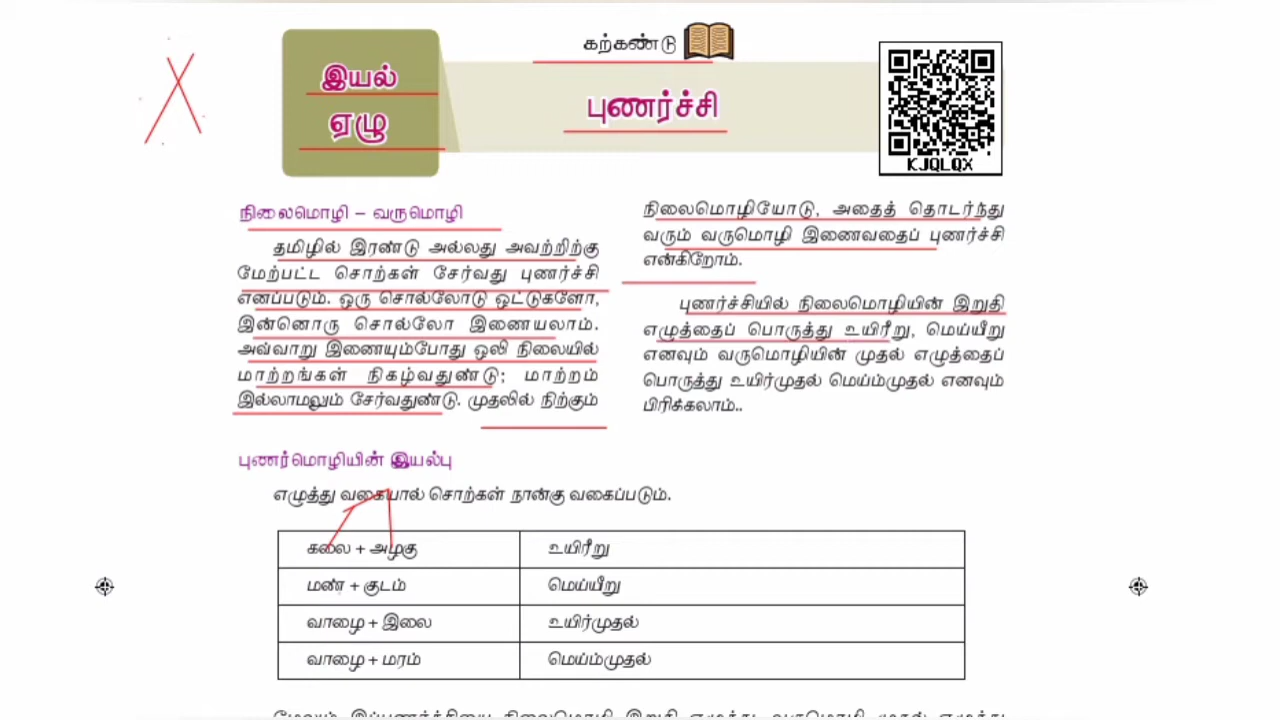 கற்கண்டு
இயல்
ஏழு
புணர்ச்சி
KJQLQX
நிலைமொழி – வருமொழி
தமிழில் இரண்டு அல்லது அவற்றிற்கு
மேற்பட்ட சொற்கள் சேர்வது புணர்ச்சி
எனப்படும். ஒரு சொல்லோடு ஒட்டுகளோ,
இன்னொரு சொல்லோ இணையலாம்.
அவ்வாறு இணையும்போது ஒலி நிலையில்
மாற்றங்கள் நிகழ்வதுண்டு; மாற்றம்
இல்லாமலும் சேர்வதுண்டு. முதலில் நிற்கும்
நிலைமொழியோடு, அதைத் தொடர்ந்து
வரும் வருமொழி இணைவதைப் புணர்ச்சி
என்கிறோம்.
புணர்ச்சியில் நிலைமொழியின் இறுதி
எழுத்தைப் பொருத்து உயிரீறு, மெய்யீறு
எனவும் வருமொழியின் முதல் எழுத்தைப்
பொருத்து உயிர்முதல் மெய்ம்முதல் எனவும்
பிரிக்கலாம்..
புணர்மொழியின் இயல்பு
எழுத்து வகையால் சொற்கள் நான்கு வகைப்படும்.
கலை + அழகு உயிரீறு
மண் + குடம் மெய்யீறு
வாழை + இலை உயிர்முதல்
வாழை + மரம் மெய்ம்முதல்